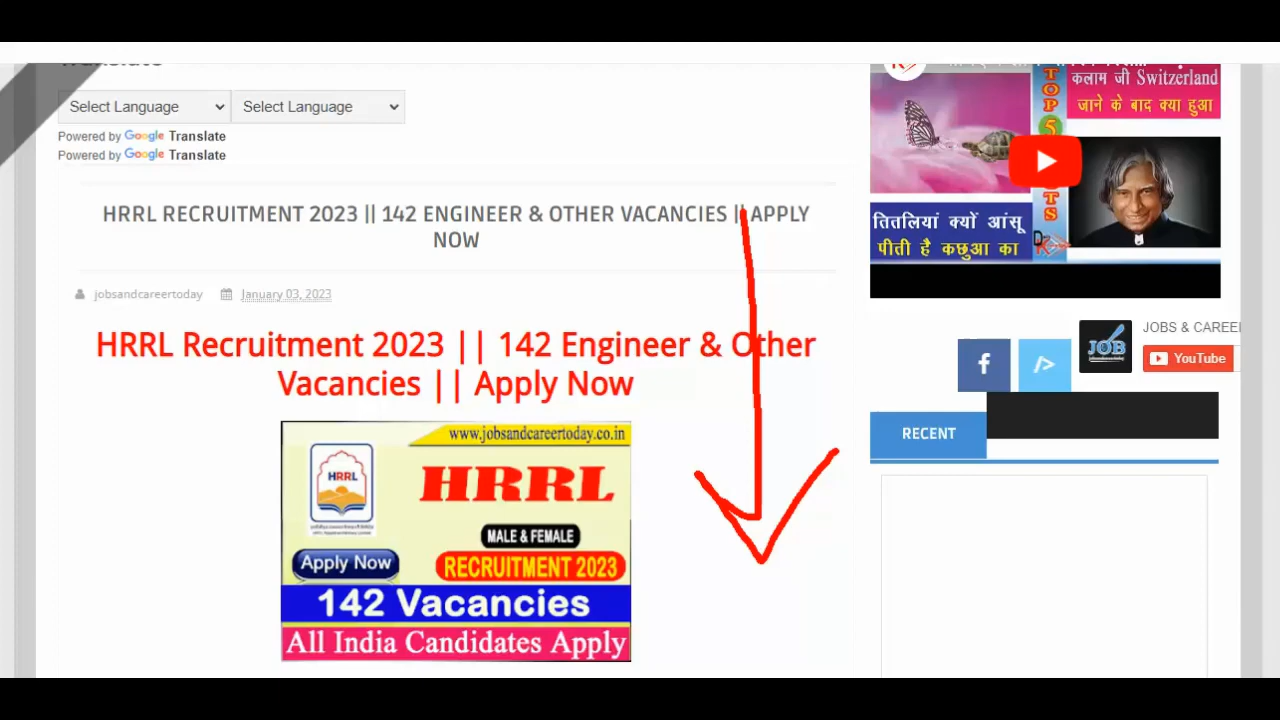 Translate
Select Language
Select Language
Powered by Google Translate
Powered by Google Translate
HRRL RECRUITMENT 2023 || 142 ENGINEER & OTHER VACANCIES || APPLY
NOW
jobsandcareertoday
January 03, 2023
HRRL Recruitment 2023 || 142 Engineer & Other
Vacancies || Apply Now
www.jobsandcareertoday.co.in
HRRL
HRRL
MALE & FEMALE
Apply Now
RECRUITMENT 2023
142 Vacancies
All India Candidates Apply
कलाम जी Switzerland
जाने के बाद क्या हुआ
TOP
5
तितलियां क्यों आंसू
पीती है कछुआ का
JOBS & CAREE
JOB
YouTube
RECENT